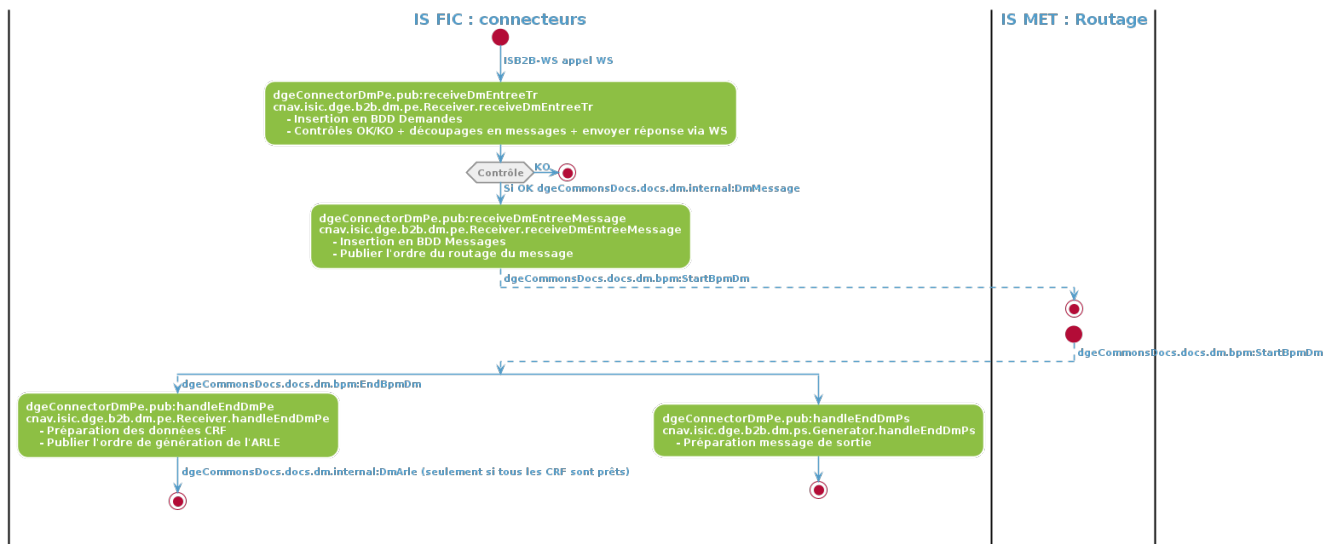 IS FIC : connecteurs
IS MET : Routage
ISB2B-WS appel WS
dgeConnectorDmPe.pub:receiveDmEntreeTr
cnav.isic.dge.b2b.dm.pe.Receiver.receiveDmEntreeTr
- Insertion en BDD Demandes
- Contrôles OK/KO + découpages en messages + envoyer réponse via WS
Contrôle
KO
Si OK dgeCommonsDocs.docs.dm.internal:DmMessage
dgeConnectorDmPe.pub:receiveDmEntreeMessage
cnav.isic.dge.b2b.dm.pe.Receiver.receiveDmEntreeMessage
- Insertion en BDD Messages
- Publier l'ordre du routage du message
dgeCommonsDocs.docs.dm.bpm:StartBpmDm
dgeCommonsDocs.docs.dm.bpm:StartBpmDm
dgeCommonsDocs.docs.dm.bpm:EndBpmDm
dgeConnectorDmPe.pub:handleEndDmPe
cnav.isic.dge.b2b.dm.pe.Receiver.handleEndDmPe
- Préparation des données CRF
- Publier l'ordre de génération de l'ARLE
dgeConnectorDmPe.pub:handleEndDmPs
cnav.isic.dge.b2b.dm.ps.Generator.handleEndDmPs
- Préparation message de sortie
dgeCommonsDocs.docs.dm.internal:DmArle (seulement si tous les CRF sont prêts)